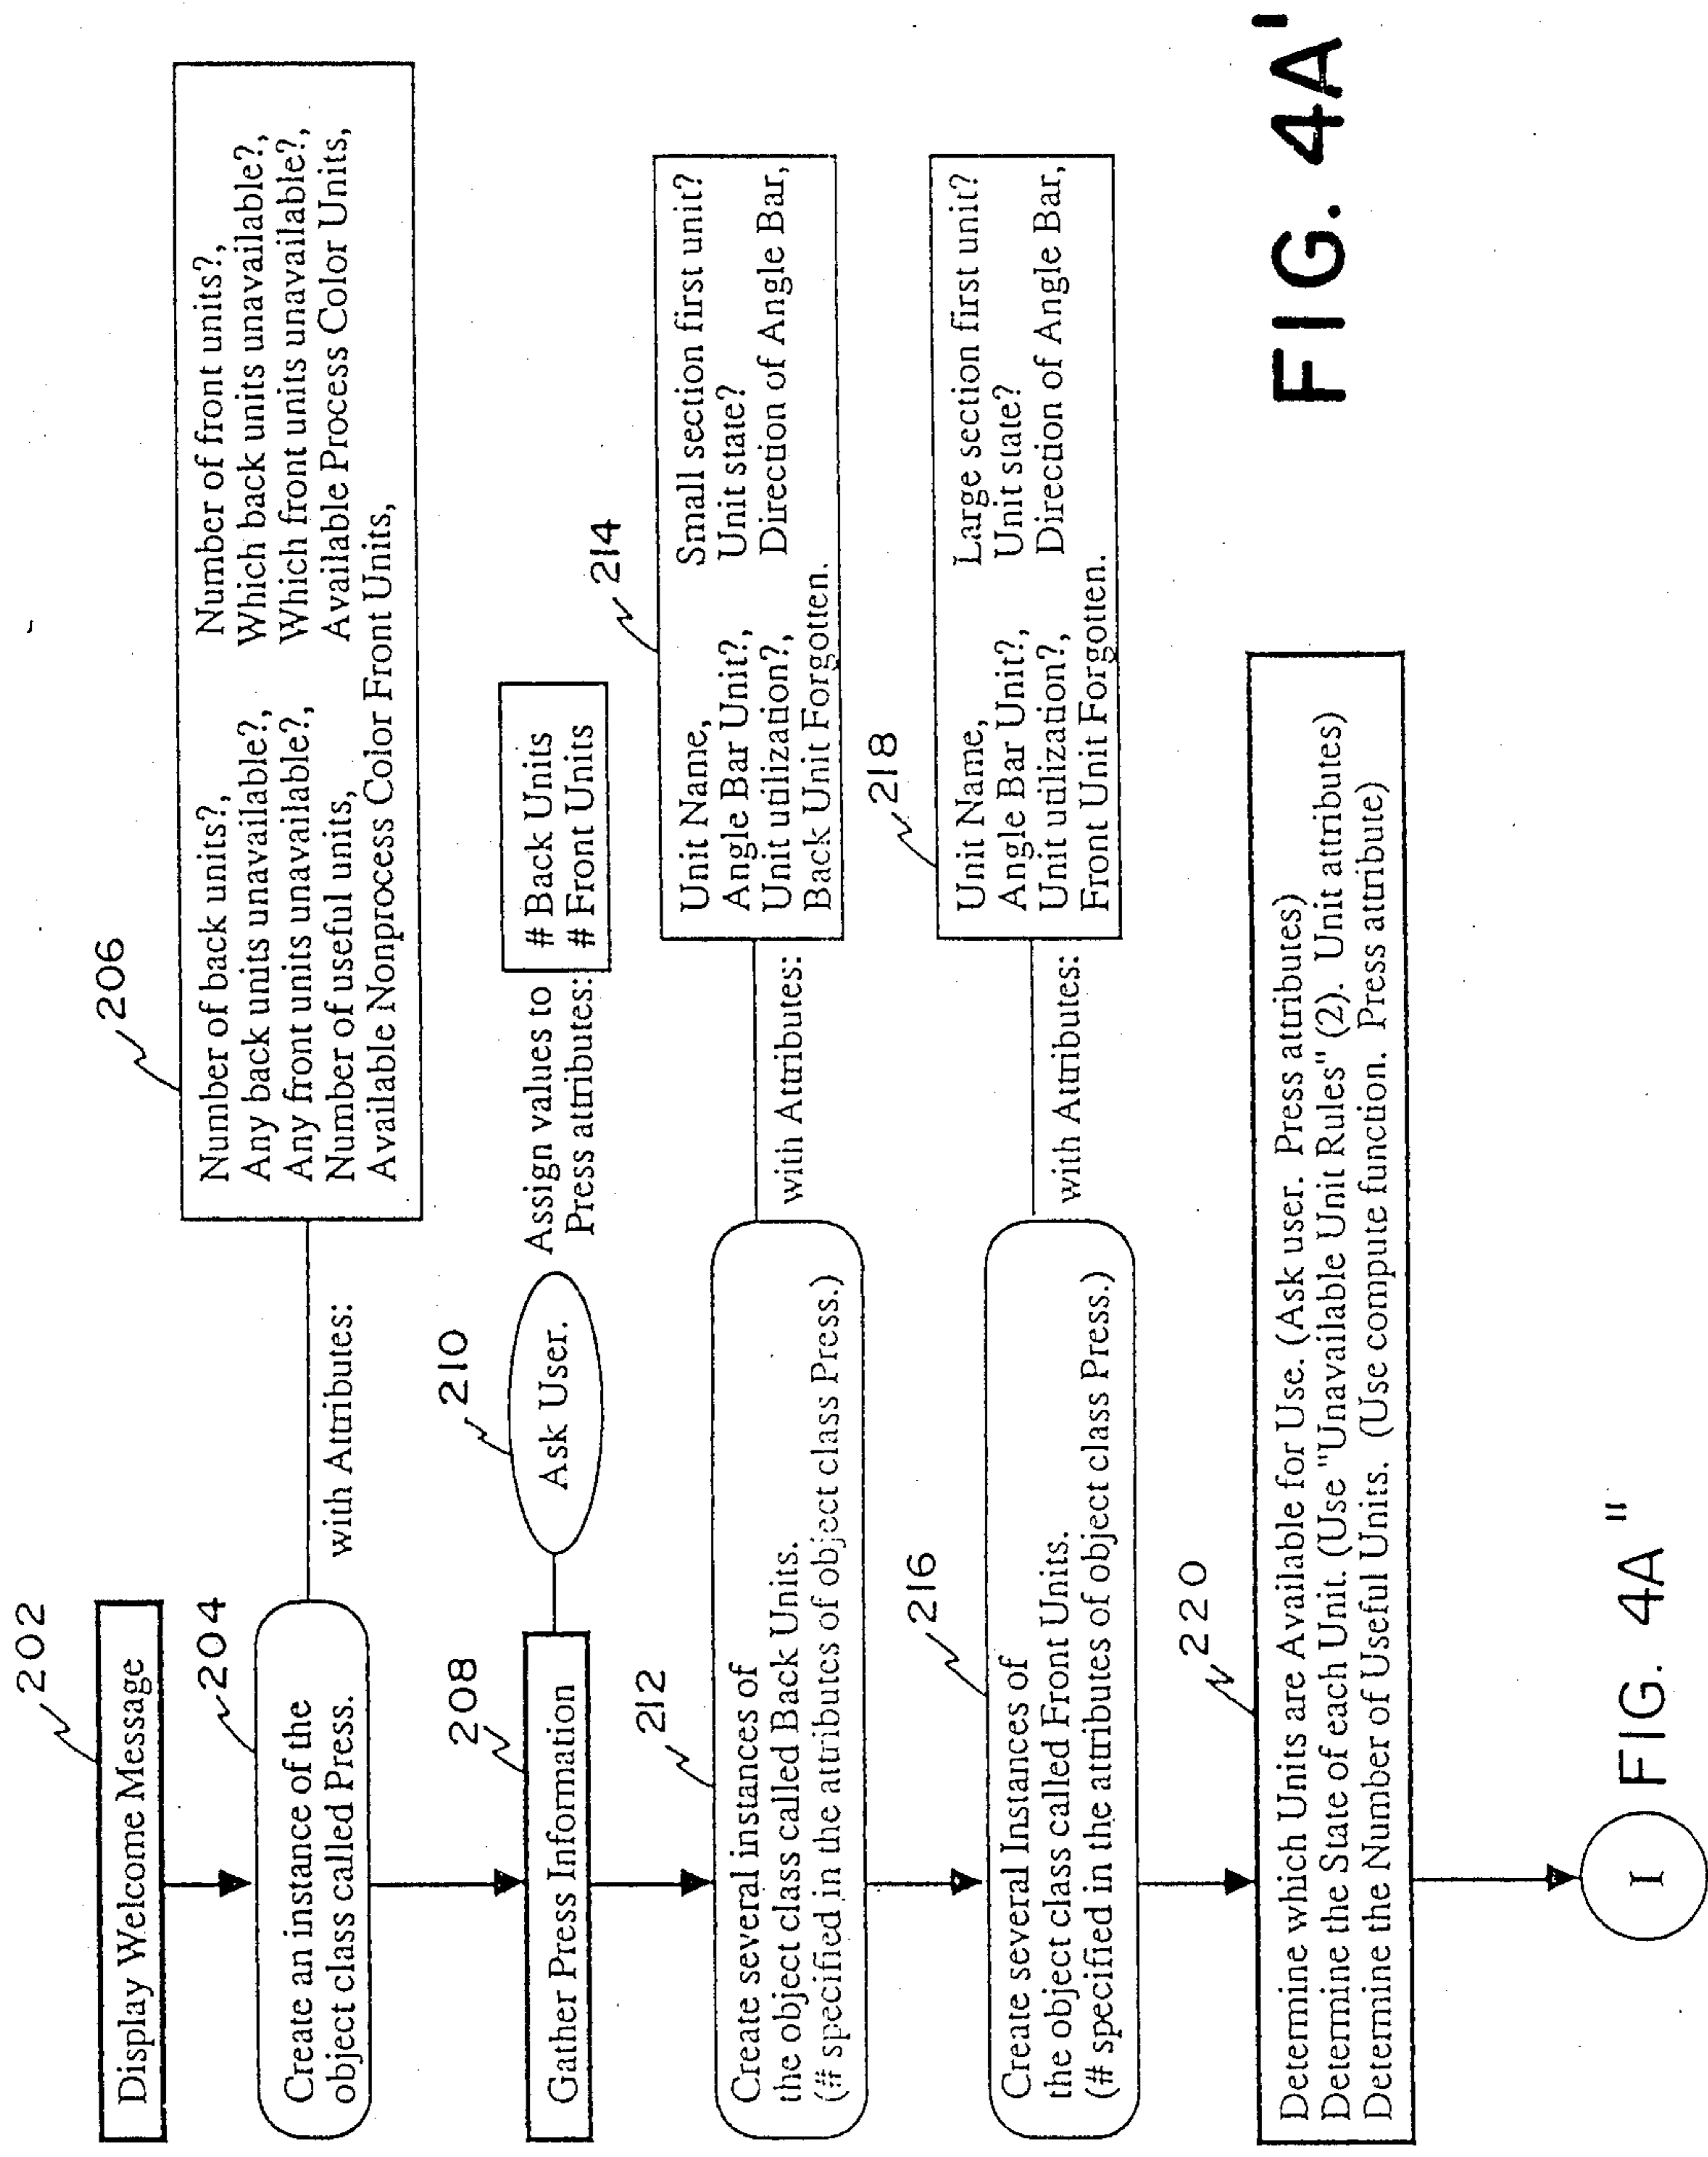 202
Display Welcome Message
204
Create an instance of the
object class called Press.
with Attributes:
206
Number of back units?, Number of front units?,
Any back units unavailable?, Which back units unavailable?,
Any front units unavailable?, Which front units unavailable?,
Number of useful units, Available Process Color Units,
Available Nonprocess Color Front Units,
208
Gather Press Information
210
Ask User.
Assign values to
Press attributes:
# Back Units
# Front Units
212
Create several instances of
the object class called Back Units.
(# specified in the attributes of object class Press.)
with Attributes:
214
Unit Name, Small section first unit?
Angle Bar Unit?, Unit state?
Unit utilization?, Direction of Angle Bar,
Back Unit Forgotten.
216
Create several Instances of
the object class called Front Units.
(# specified in the attributes of object class Press.)
with Attributes:
218
Unit Name, Large section first unit?
Angle Bar Unit?, Unit state?
Unit utilization?, Direction of Angle Bar,
Front Unit Forgotten.
220
Determine which Units are Available for Use. (Ask user. Press attributes)
Determine the State of each Unit. (Use "Unavailable Unit Rules" (2). Unit attributes)
Determine the Number of Useful Units. (Use compute function. Press attribute)
I FIG. 4A"
FIG. 4A'